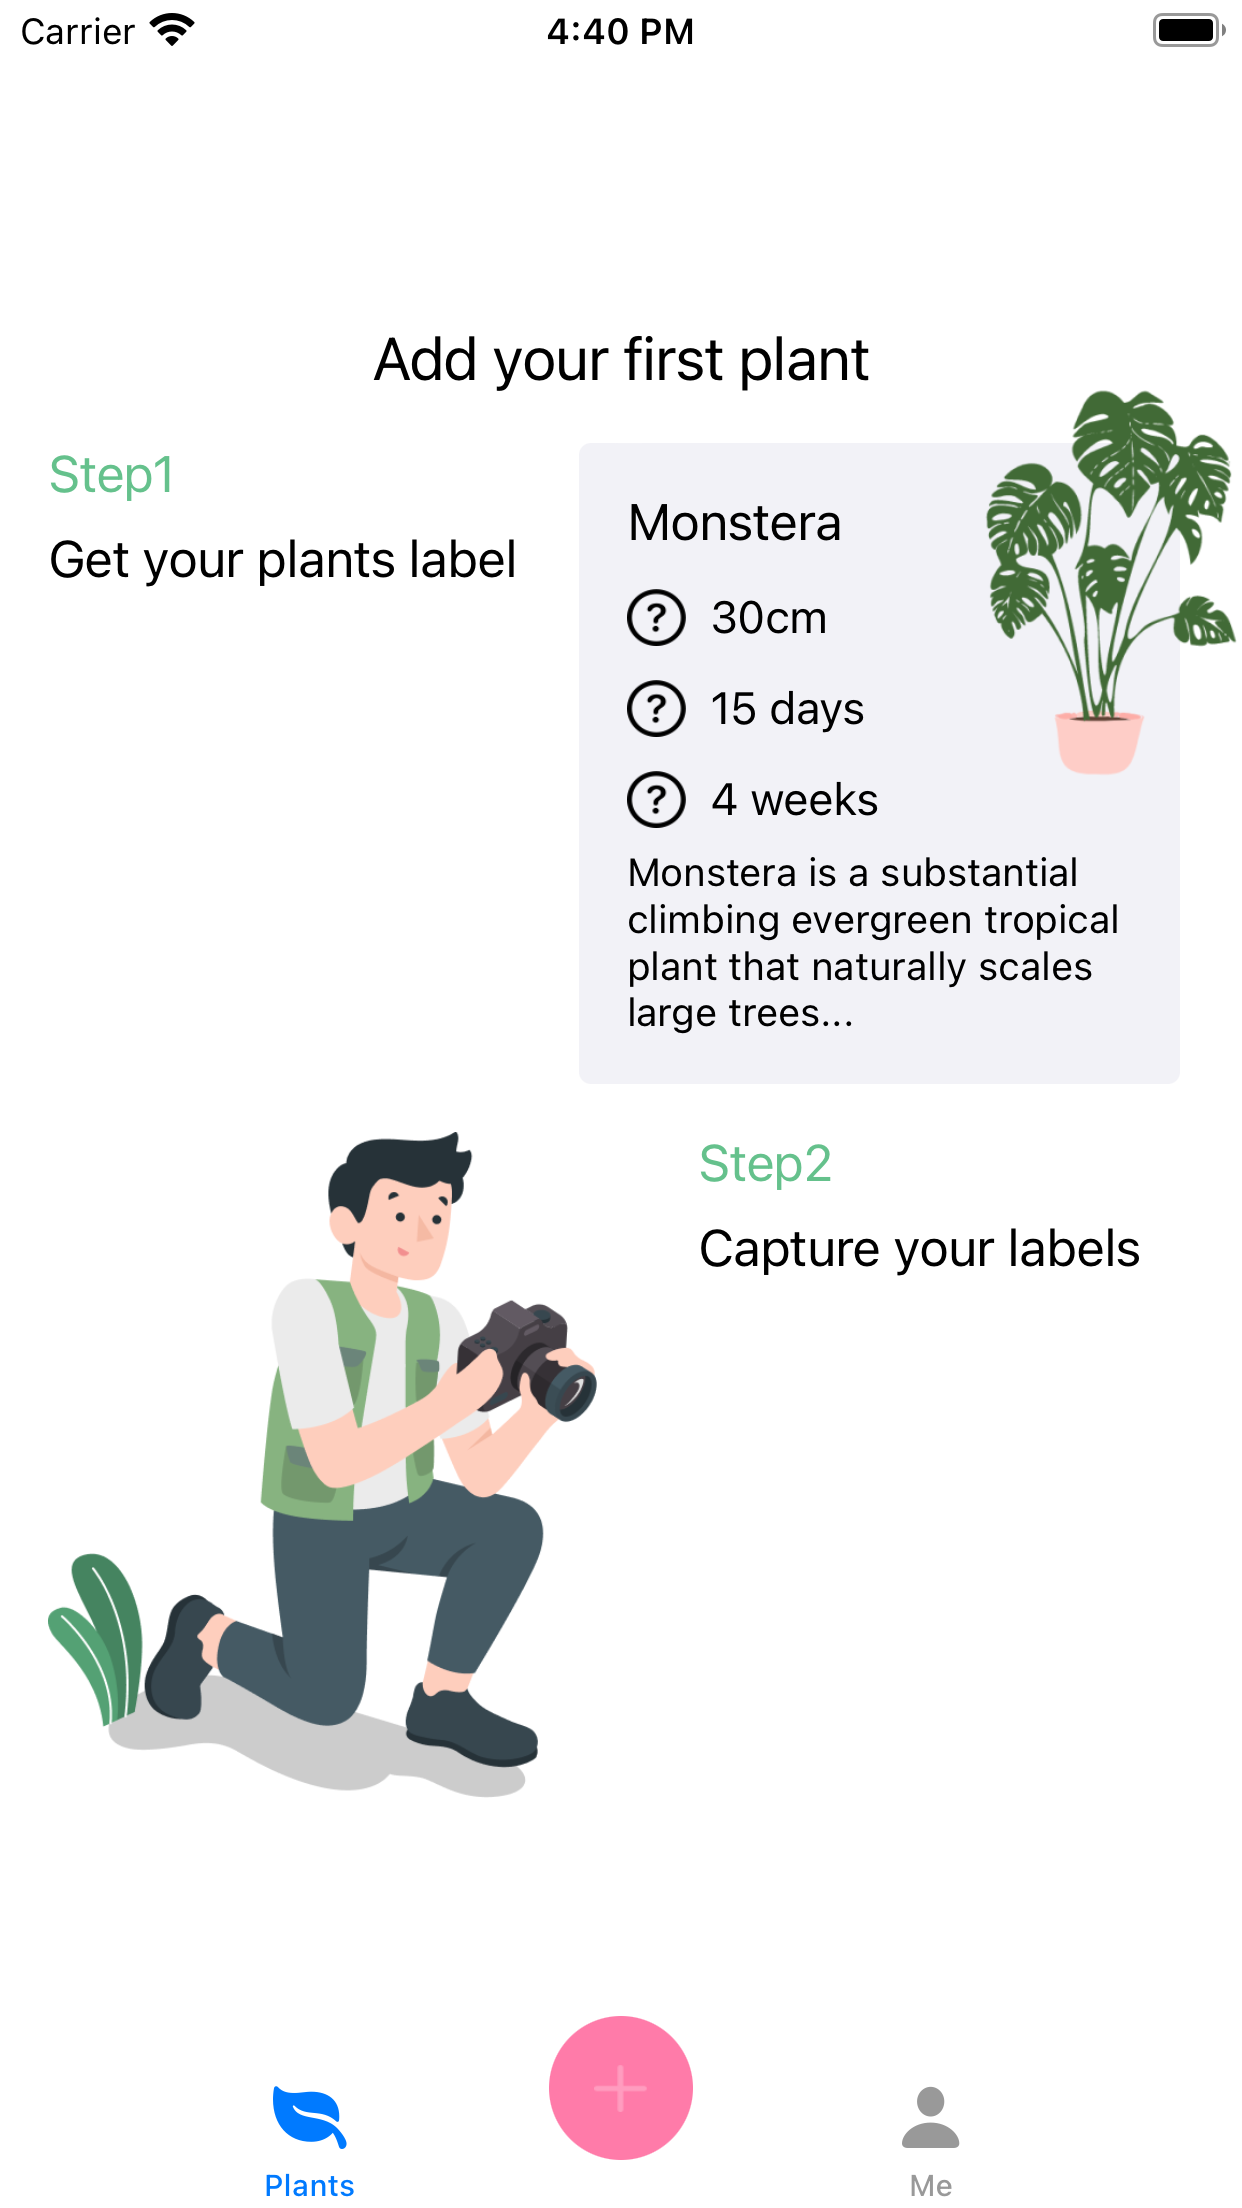 Carrier
4:40 PM
Add your first plant
Step1
Get your plants label
Monstera
? 30cm
? 15 days
? 4 weeks
Monstera is a substantial
climbing evergreen tropical
plant that naturally scales
large trees...
Step2
Capture your labels
Plants
Me